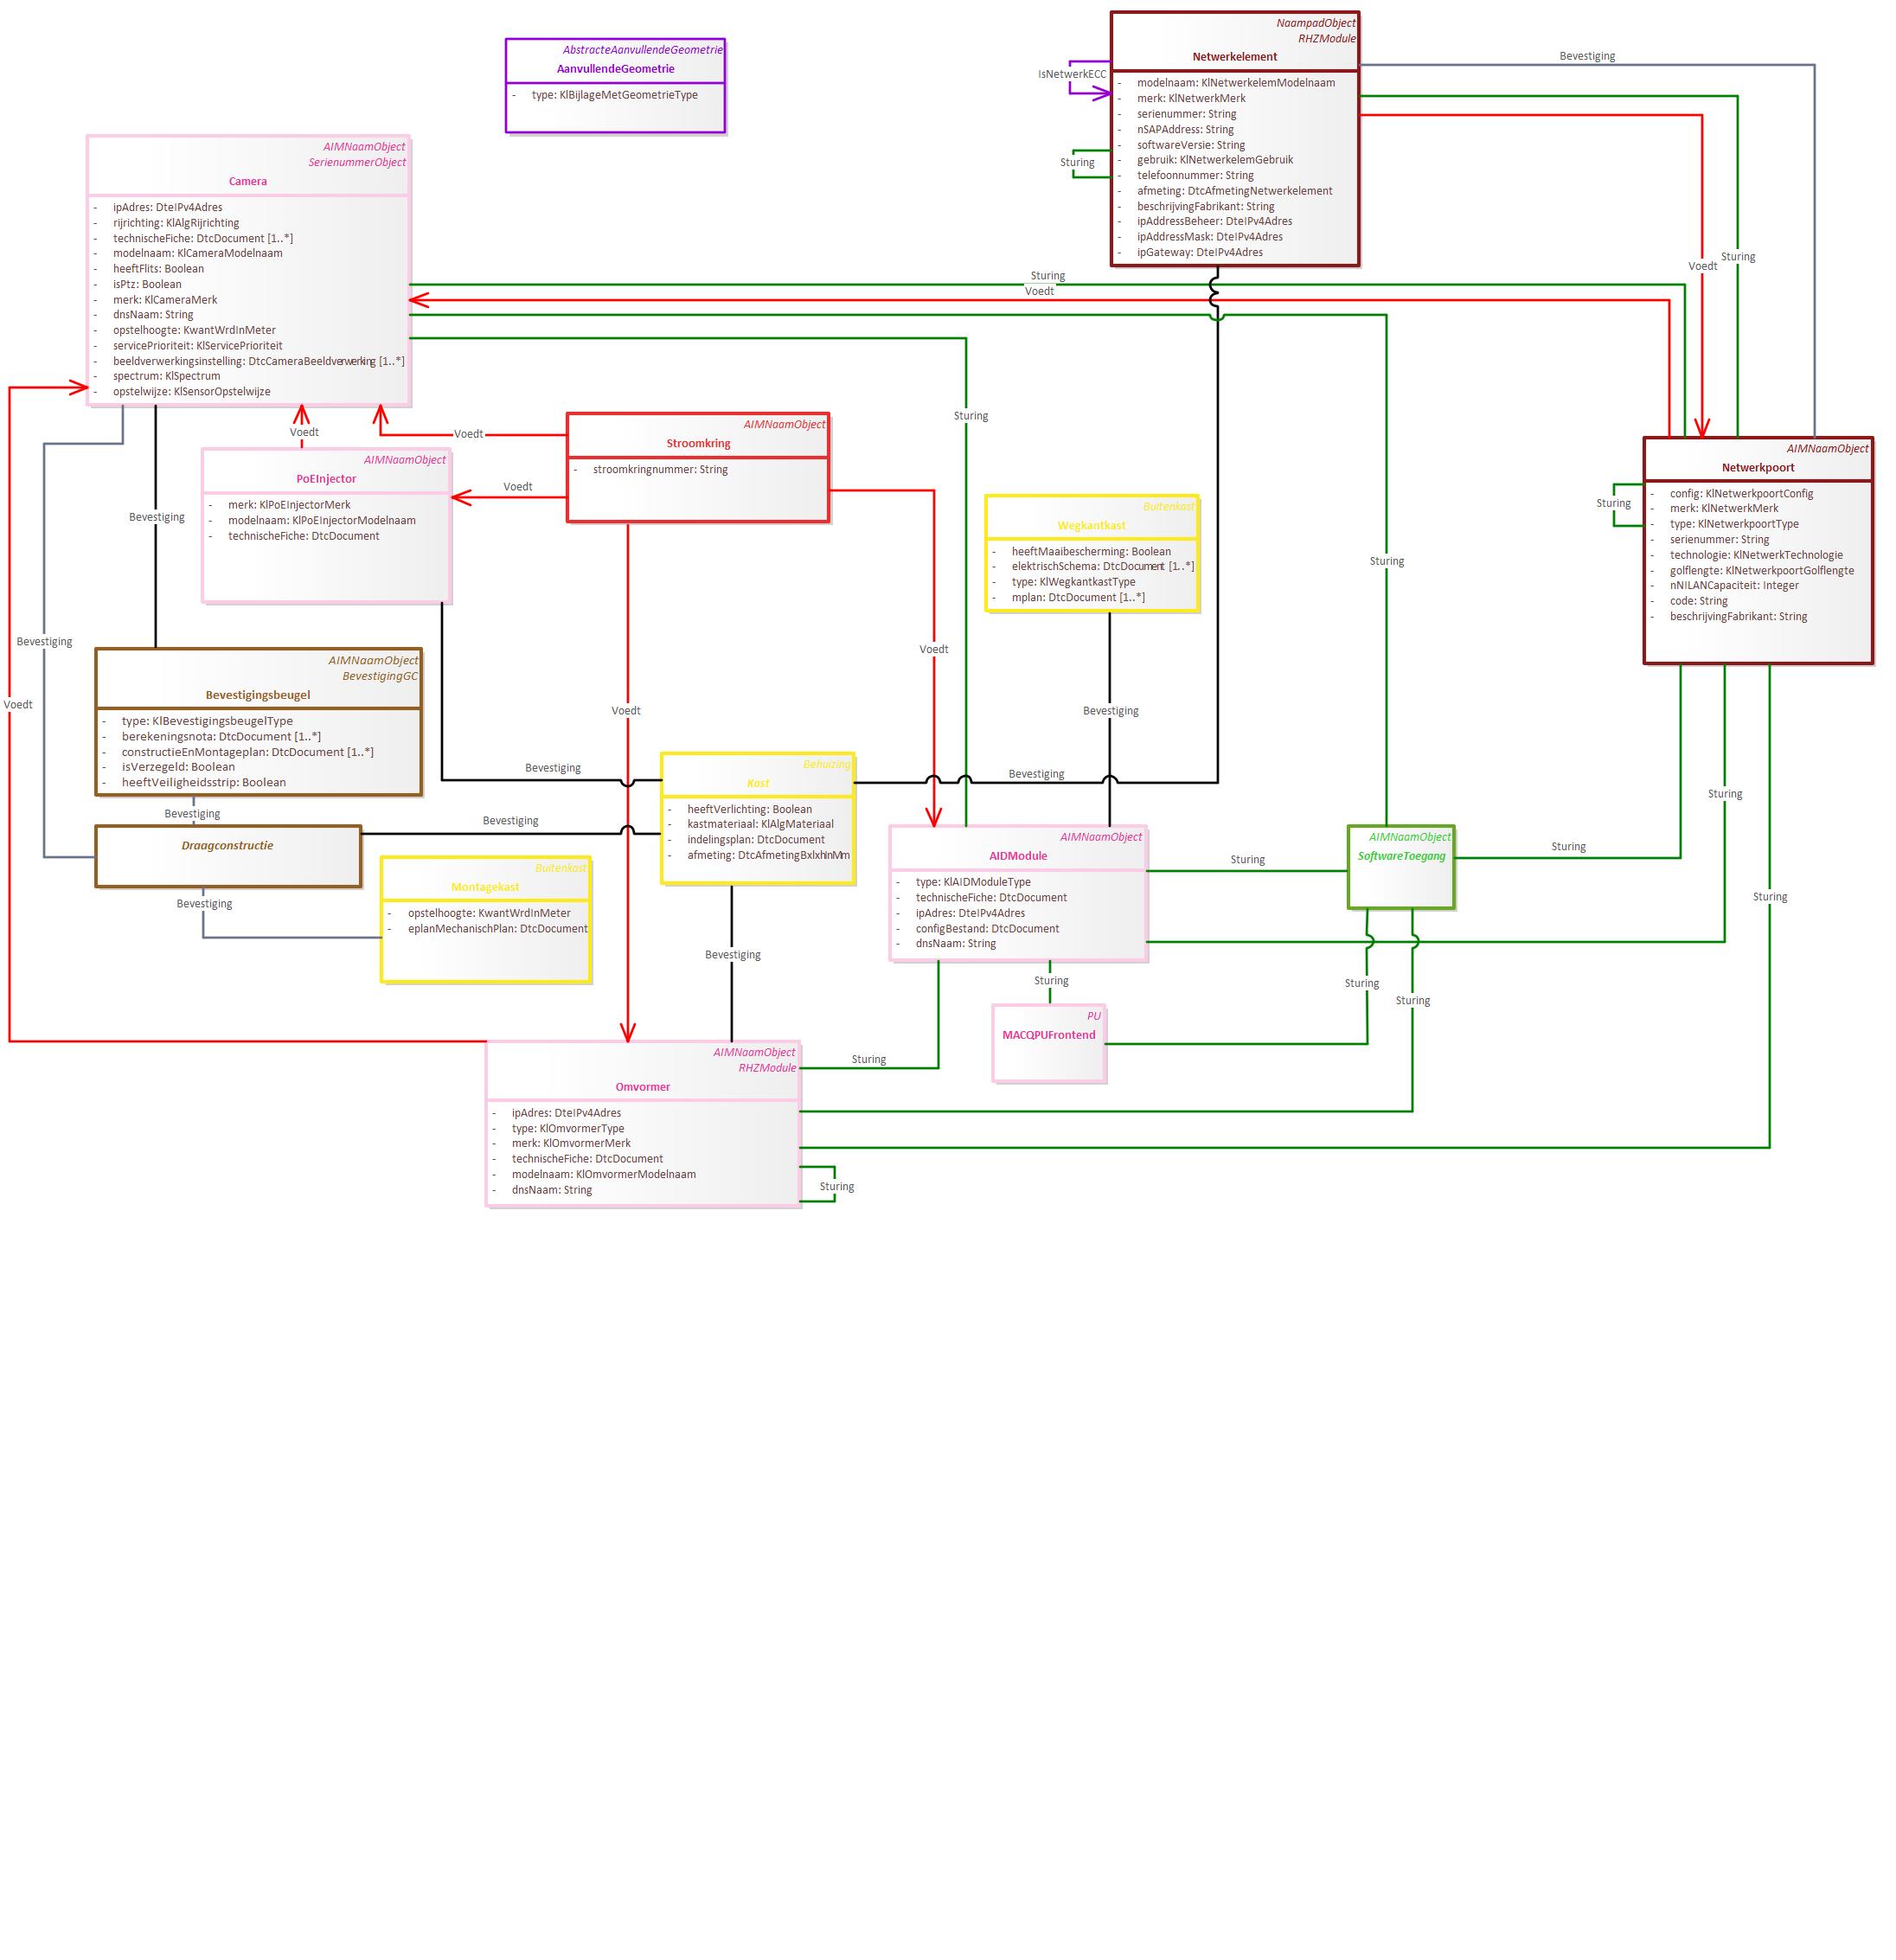 NaampadObject
RHZModule
Netwerkelement
- modelnaam: KlNetwerkelemModelnaam
- merk: KlNetwerkMerk
- serienummer: String
- nSAPAddress: String
- softwareVersie: String
- gebruik: KlNetwerkelemGebruik
- telefoonnummer: String
- afmeting: DtcAfmetingNetwerkelement
- beschrijvingFabrikant: String
- ipAddressBeheer: DteIPv4Adres
- ipAddressMask: DteIPv4Adres
- ipGateway: DteIPv4Adres
IsNetwerkECC
Sturing
Bevestiging
AbstracteAanvullendeGeometrie
AanvullendeGeometrie
- type: KlBijlageMetGeometrieType
AIMNaamObject
SerienummerObject
Camera
- ipAdres: DteIPv4Adres
- rijrichting: KlAlgRijrichting
- technischeFiche: DtcDocument [1..*]
- modelnaam: KlCameraModelnaam
- heeftFlits: Boolean
- isPtz: Boolean
- merk: KlCameraMerk
- dnsNaam: String
- opstelhoogte: KwantWrdInMeter
- servicePrioriteit: KlServicePrioriteit
- beeldverwerkingsinstelling: DtcCameraBeeldverwerking [1..*]
- spectrum: KlSpectrum
- opstelwijze: KlSensorOpstelwijze
Sturing
Voedt
Voedt
Sturing
Sturing
Sturing
Voedt
Voedt
Voedt
AIMNaamObject
Stroomkring
- stroomkringnummer: String
AIMNaamObject
PoEInjector
- merk: KlPoEInjectorMerk
- modelnaam: KlPoEInjectorModelnaam
- technischeFiche: DtcDocument
Bevestiging
Buitenkast
Wegkantkast
- heeftMaaibescherming: Boolean
- elektrischSchema: DtcDocument [1..*]
- type: KlWegkantkastType
- mplan: DtcDocument [1..*]
AIMNaamObject
Netwerkpoort
- config: KlNetwerkpoortConfig
- merk: KlNetwerkMerk
- type: KlNetwerkpoortType
- serienummer: String
- technologie: KlNetwerkTechnologie
- golflengte: KlNetwerkpoortGolflengte
- nNILANCapaciteit: Integer
- code: String
- beschrijvingFabrikant: String
Sturing
Bevestiging
Voedt
Voedt
Voedt
Bevestiging
AIMNaamObject
BevestigingGC
Bevestigingsbeugel
- type: KlBevestigingsbeugelType
- berekeningsnota: DtcDocument [1..*]
- constructieEnMontageplan: DtcDocument [1..*]
- isVerzegeld: Boolean
- heeftVeiligheidsstrip: Boolean
Bevestiging
Bevestiging
Bevestiging
Bevestiging
Sturing
Behuizing
Kast
- heeftVerlichting: Boolean
- kastmateriaal: KlAlgMateriaal
- indelingsplan: DtcDocument
- afmeting: DtcAfmetingBxlxhInMm
Draagconstructie
Bevestiging
Buitenkast
Montagekast
- opstelhoogte: KwantWrdInMeter
- eplanMechanischPlan: DtcDocument
AIMNaamObject
AIDModule
- type: KlAIDModuleType
- technischeFiche: DtcDocument
- ipAdres: DteIPv4Adres
- configBestand: DtcDocument
- dnsNaam: String
Sturing
AIMNaamObject
SoftwareToegang
Sturing
Sturing
Bevestiging
Sturing
Sturing
Sturing
PU
MACQPUFrontend
AIMNaamObject
RHZModule
Omvormer
- ipAdres: DteIPv4Adres
- type: KlOmvormerType
- merk: KlOmvormerMerk
- technischeFiche: DtcDocument
- modelnaam: KlOmvormerModelnaam
- dnsNaam: String
Sturing
Sturing